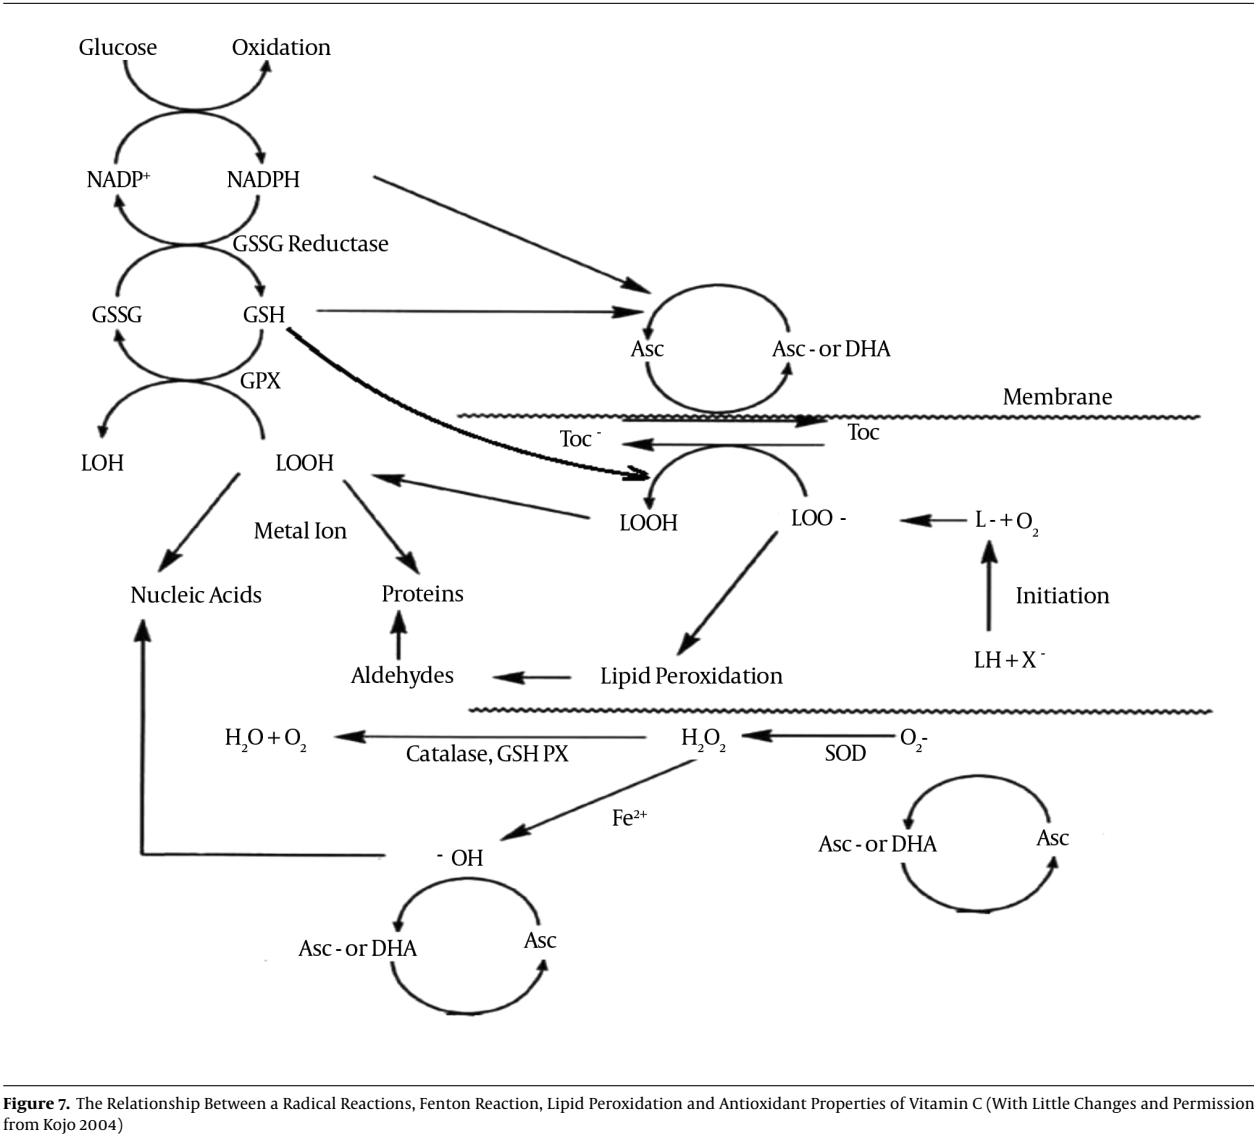 Glucose Oxidation
NADP⁺ NADPH
GSSG Reductase
GSSG GSH
Asc Asc - or DHA
GPX
Membrane
Toc - Toc
LOH LOOH
LOOH LOO - L - + O₂
Metal Ion
Nucleic Acids Proteins Initiation
LH + X -
Aldehydes Lipid Peroxidation
H₂O + O₂ H₂O₂ O₂-
Catalase, GSH PX SOD
Fe²⁺
Asc - or DHA Asc
- OH
Asc - or DHA Asc
Figure 7. The Relationship Between a Radical Reactions, Fenton Reaction, Lipid Peroxidation and Antioxidant Properties of Vitamin C (With Little Changes and Permission
from Kojo 2004)